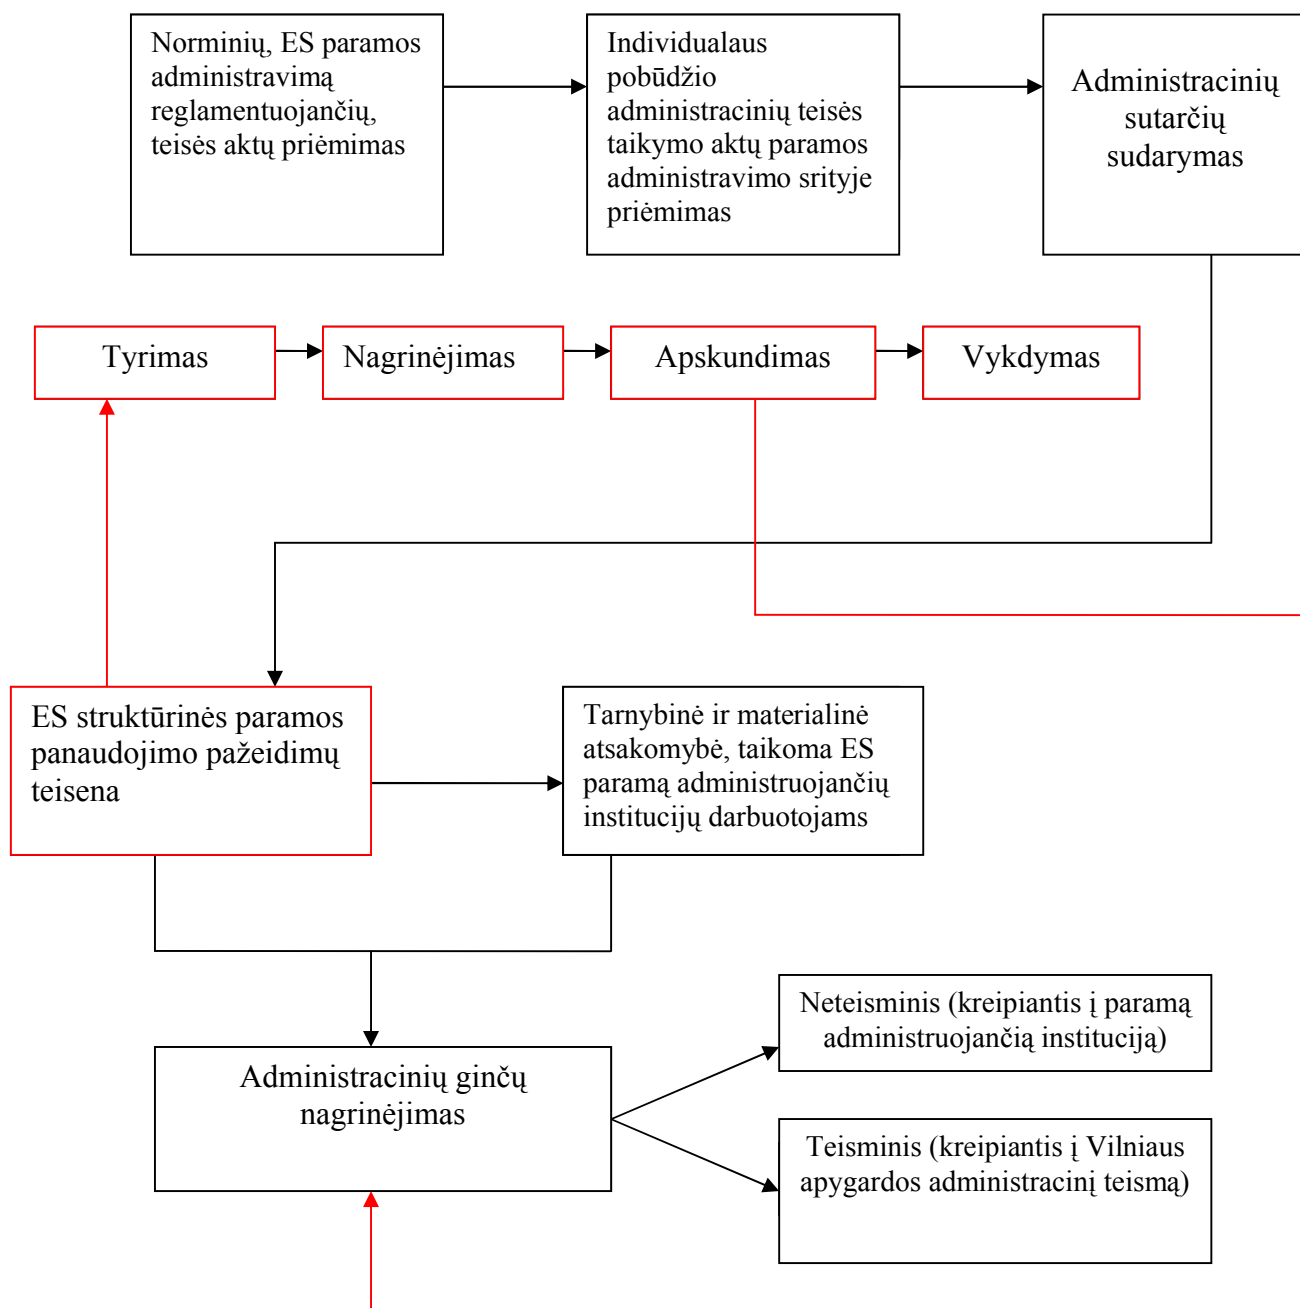 Norminių, ES paramos
administravimą
reglamentuojančių,
teisės aktų priėmimas
Individualaus
pobūdžio
administracinių teisės
taikymo aktų paramos
administravimo srityje
priėmimas
Administracinių
sutarčių
sudarymas
Tyrimas
Nagrinėjimas
Apskundimas
Vykdymas
ES struktūrinės paramos
panaudojimo pažeidimų
teisena
Tarnybinė ir materialinė
atsakomybė, taikoma ES
paramą administruojančių
institucijų darbuotojams
Administracinių ginčų
nagrinėjimas
Neteisminis (kreipiantis į paramą
administruojančią instituciją)
Teisminis (kreipiantis į Vilniaus
apygardos administracinį teismą)